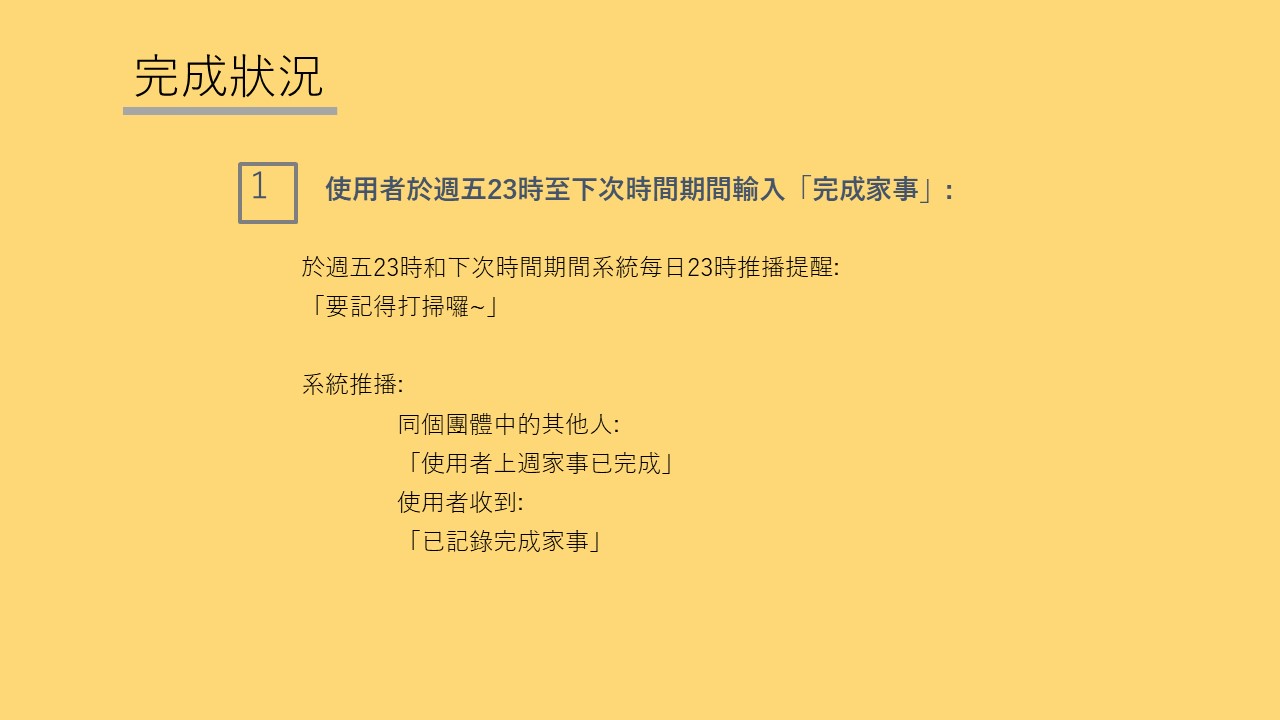 完成狀況
1 使用者於週五23時至下次時間期間輸入「完成家事」:
於週五23時和下次時間期間系統每日23時推播提醒:
「要記得打掃囉~」
系統推播:
同個團體中的其他人:
「使用者上週家事已完成」
使用者收到:
「已記錄完成家事」